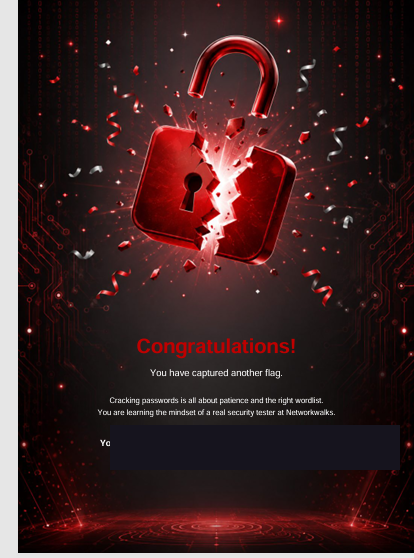 Congratulations!
You have captured another flag.
Cracking passwords is all about patience and the right wordlist.
You are learning the mindset of a real security tester at Networkwalks.
Yo